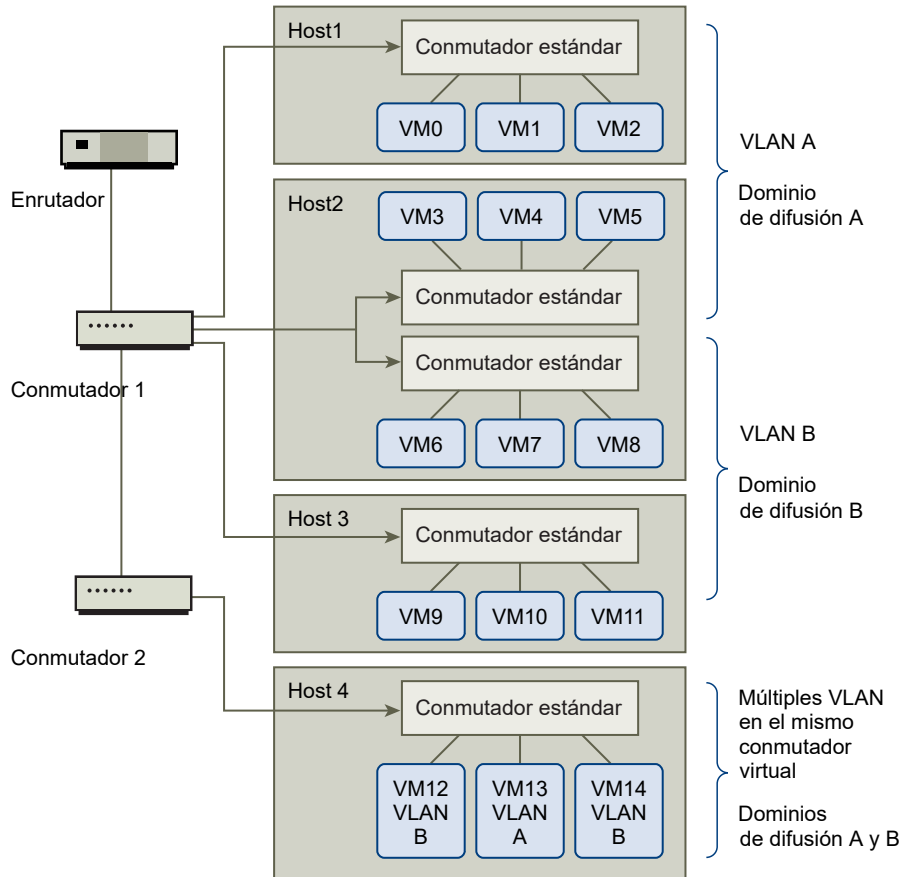 Enrutador
Conmutador 1
Conmutador 2
Host1
Conmutador estándar
VM0
VM1
VM2
Host2
VM3
VM4
VM5
Conmutador estándar
Conmutador estándar
VM6
VM7
VM8
Host 3
Conmutador estándar
VM9
VM10
VM11
Host 4
Conmutador estándar
VM12
VLAN
B
VM13
VLAN
A
VM14
VLAN
B
VLAN A
Dominio
de difusión A
VLAN B
Dominio
de difusión B
Múltiples VLAN
en el mismo
conmutador
virtual
Dominios
de difusión A y B